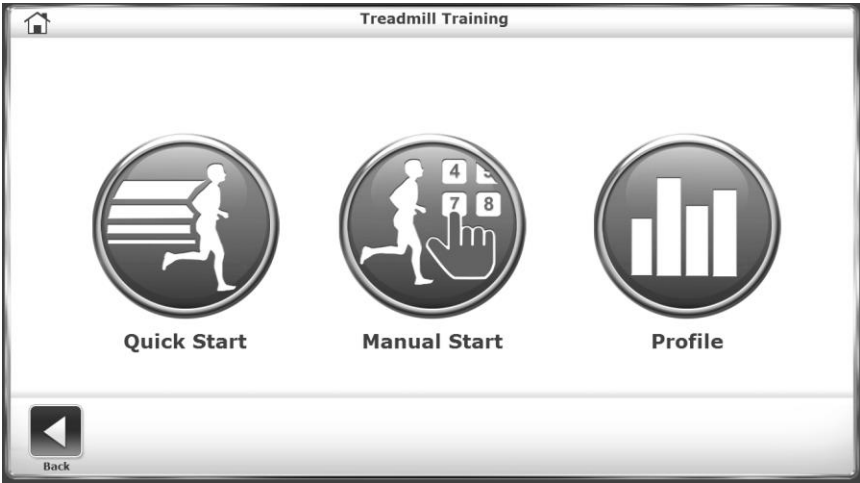 Treadmill Training
4
7 8
Quick Start
Manual Start
Profile
Back